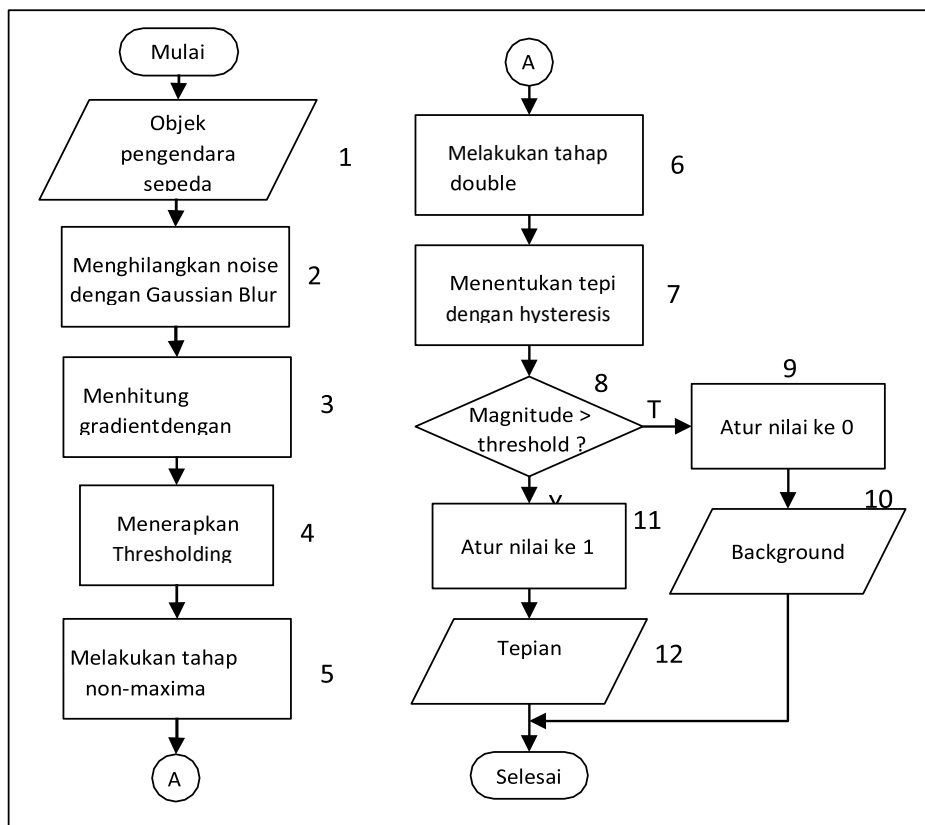 Mulai
Objek
pengendara
sepeda
1
Menghilangkan noise
dengan Gaussian Blur
2
Menhitung
gradientdengan
3
Menerapkan
Thresholding
4
Melakukan tahap
non-maxima
5
A
A
Melakukan tahap
double
6
Menentukan tepi
dengan hysteresis
7
8
Magnitude >
threshold ?
T
9
Atur nilai ke 0
10
Background
Y
11
Atur nilai ke 1
Tepian
12
Selesai